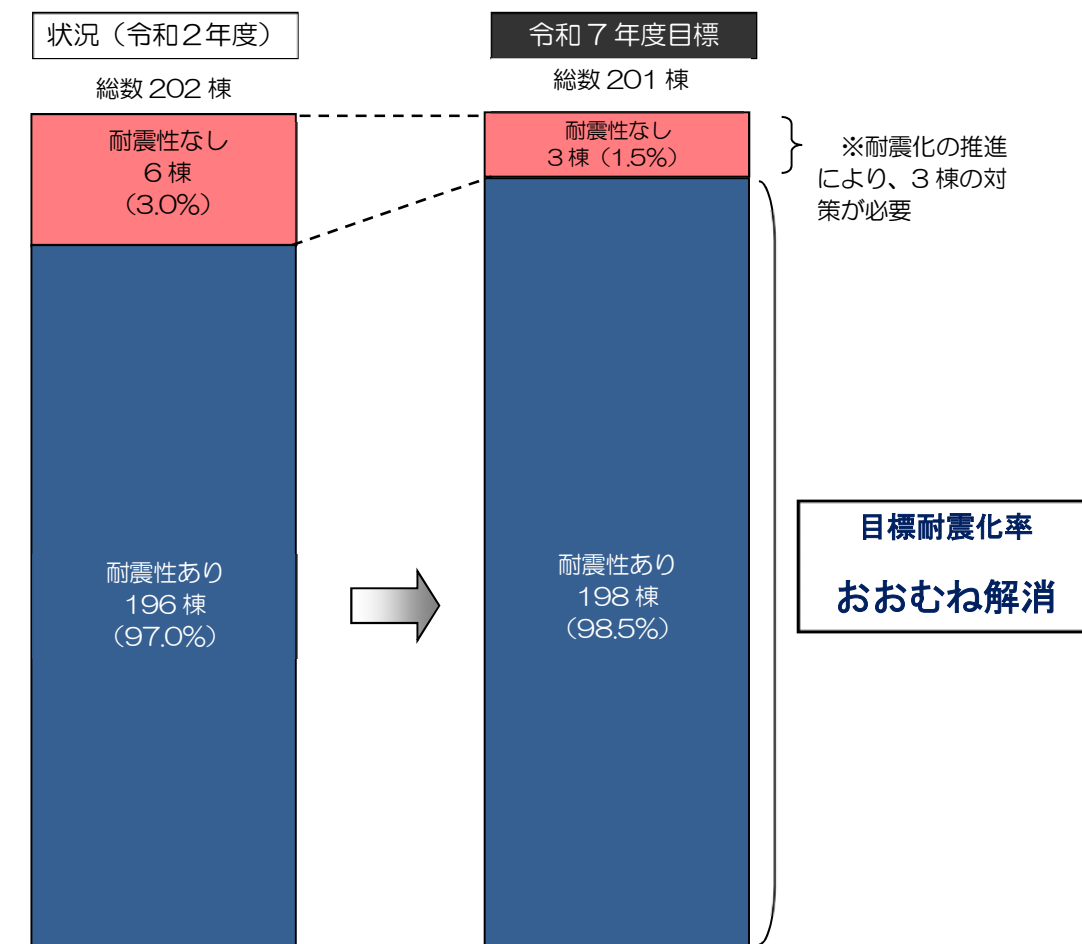 状況（令和２年度）
総数 202 棟
耐震性なし
6 棟
（3.0%）
耐震性あり
196 棟
（97.0%）
令和 7 年度目標
総数 201 棟
耐震性なし
3 棟（1.5%）
耐震性あり
198 棟
（98.5%）
※耐震化の推進
により、3 棟の対
策が必要
目標耐震化率
おおむね解消